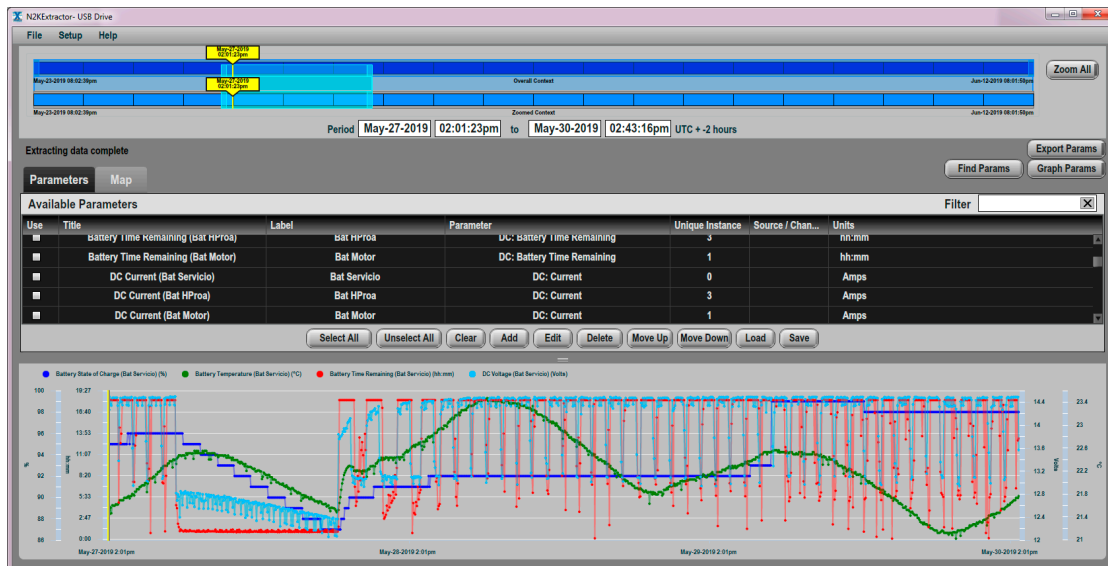 N2KExtractor- USB Drive
File Setup Help
May-27-2019
02:01:23pm
May-23-2019 08:02:39pm Overall Context Jun-12-2019 08:01:50pm
Zoom All
May-27-2019
02:01:23pm
May-23-2019 08:02:39pm Zoomed Context Jun-12-2019 08:01:50pm
Period May-27-2019 02:01:23pm to May-30-2019 02:43:16pm UTC + -2 hours
Extracting data complete
Export Params
Find Params Graph Params
Parameters Map
Available Parameters Filter
Use Title Label Parameter Unique Instance Source / Chan... Units
Battery Time Remaining (Bat HProa) Bat HProa DC: Battery Time Remaining 3 hh:mm
Battery Time Remaining (Bat Motor) Bat Motor DC: Battery Time Remaining 1 hh:mm
DC Current (Bat Servicio) Bat Servicio DC: Current 0 Amps
DC Current (Bat HProa) Bat HProa DC: Current 3 Amps
DC Current (Bat Motor) Bat Motor DC: Current 1 Amps
Select All Unselect All Clear Add Edit Delete Move Up Move Down Load Save
Battery State of Charge (Bat Servicio) (%) Battery Temperature (Bat Servicio) (°C) Battery Time Remaining (Bat Servicio) (hh:mm) DC Voltage (Bat Servicio) (Volts)
100 19:27
98 16:40 14.4 23.4
96 13:53 14 23
94 11:07 13.6 22.6
% hh:mm Volts °C
92 8:20 13.2 22.2
90 5:33 12.8 21.8
88 2:47 12.4 21.4
86 0:00 12 21
May-27-2019 2:01pm May-28-2019 2:01pm May-29-2019 2:01pm May-30-2019 2:01pm